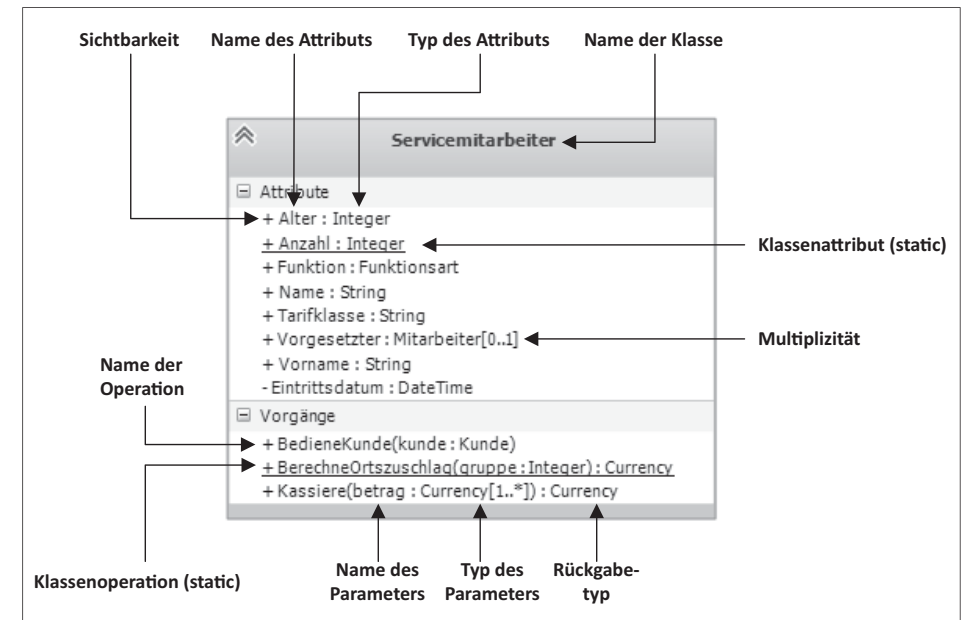 Sichtbarkeit Name des Attributs Typ des Attributs Name der Klasse
Servicemitarbeiter
Attribute
+ Alter : Integer
+ Anzahl : Integer
Klassenattribut (static)
+ Funktion : Funktionsart
+ Name : String
+ Tarifklasse : String
+ Vorgesetzter : Mitarbeiter[0..1]
Multiplizität
+ Vorname : String
- Eintrittsdatum : DateTime
Name der
Operation
Vorgänge
+ BedieneKunde(kunde : Kunde)
+ BerechneOrtszuschlag(gruppe : Integer) : Currency
+ Kassiere(betrag : Currency[1..*]) : Currency
Klassenoperation (static)
Name des
Parameters
Typ des
Parameters
Rückgabe-
typ